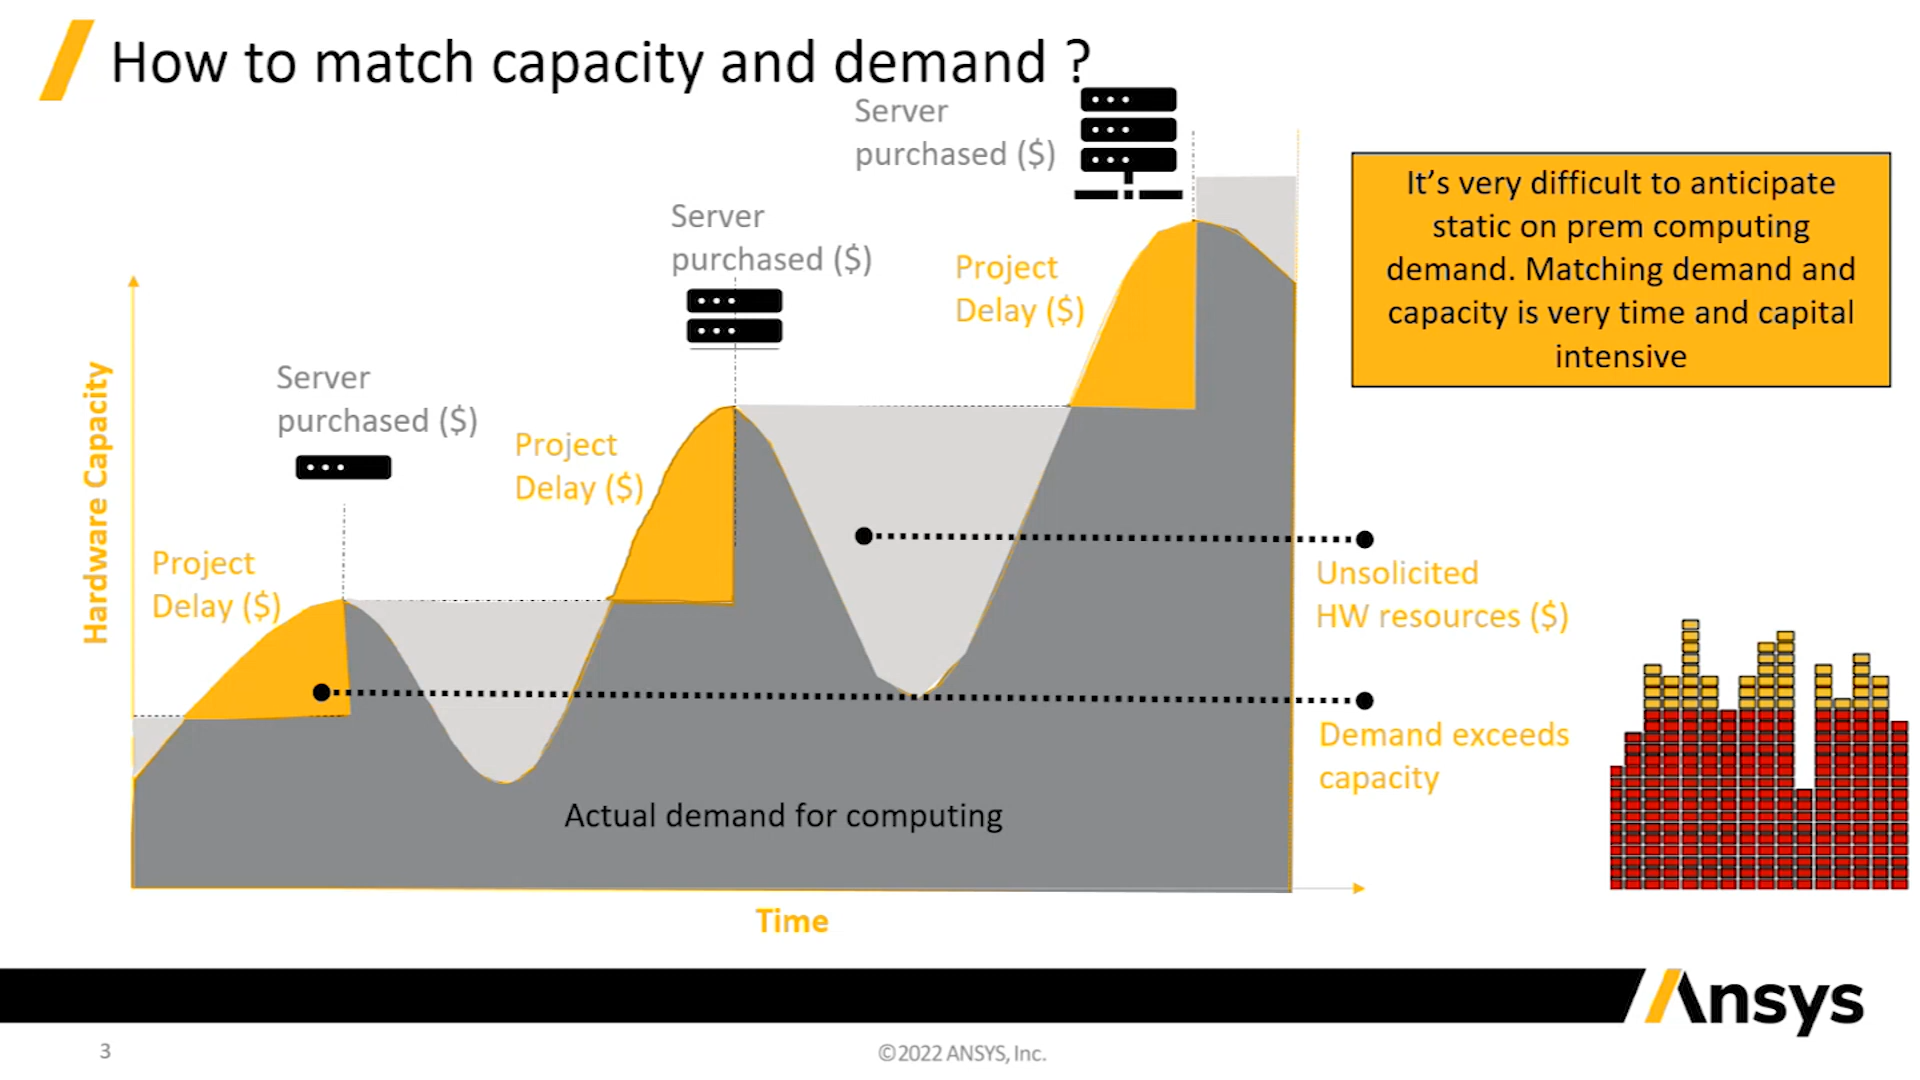 How to match capacity and demand ?
Server
purchased ($)
Server
purchased ($)
Project
Delay ($)
Server
purchased ($)
Project
Delay ($)
Project
Delay ($)
Hardware Capacity
It’s very difficult to anticipate
static on prem computing
demand. Matching demand and
capacity is very time and capital
intensive
Unsolicited
HW resources ($)
Demand exceeds
capacity
Actual demand for computing
Time
Ansys
3
©2022 ANSYS, Inc.